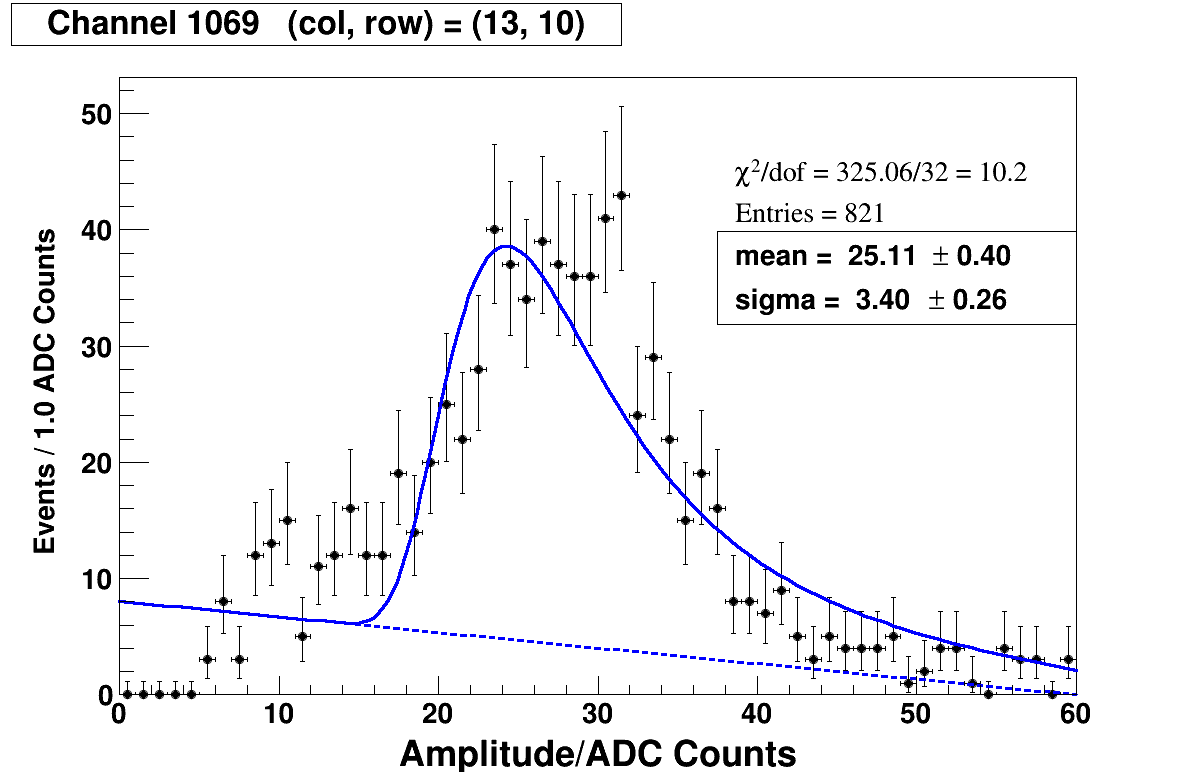 Channel 1069 (col, row) = (13, 10)
50
40
30
20
10
0
Events / 1.0 ADC Counts
χ²/dof = 325.06/32 = 10.2
Entries = 821
mean = 25.11 ± 0.40
sigma = 3.40 ± 0.26
0 10 20 30 40 50 60
Amplitude/ADC Counts